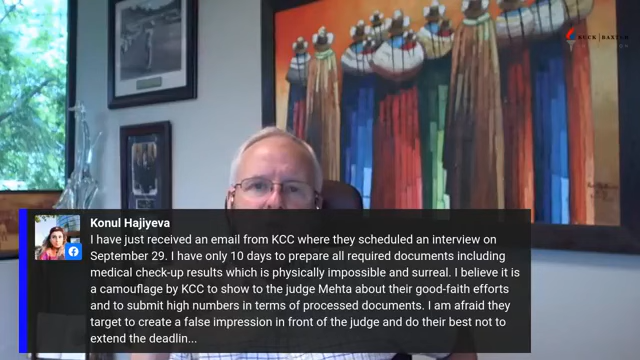 KUCK | BAXTER
Konul Hajiyeva
I have just received an email from KCC where they scheduled an interview on
September 29. I have only 10 days to prepare all required documents including
medical check-up results which is physically impossible and surreal. I believe it is
a camouflage by KCC to show to the judge Mehta about their good-faith efforts
and to submit high numbers in terms of processed documents. I am afraid they
target to create a false impression in front of the judge and do their best not to
extend the deadlin...